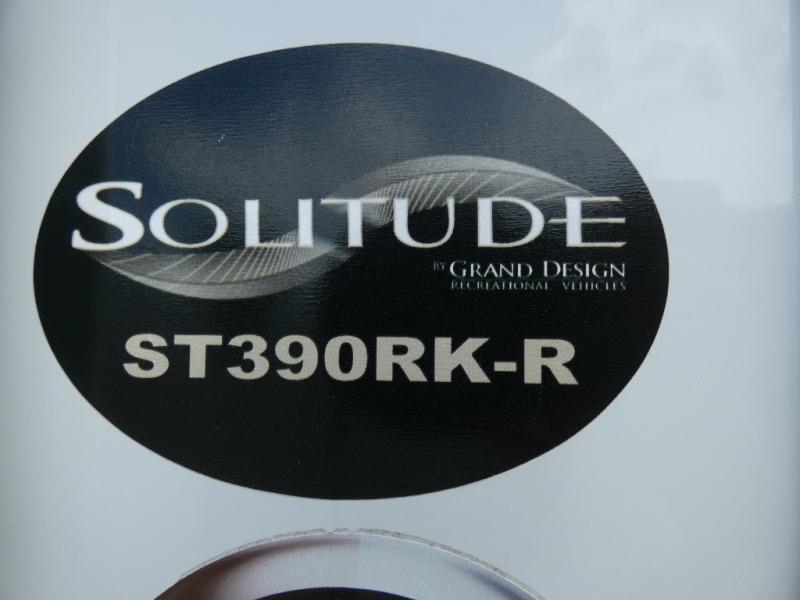 SOLITUDE
BY GRAND DESIGN
RECREATIONAL VEHICLES
ST390RK-R